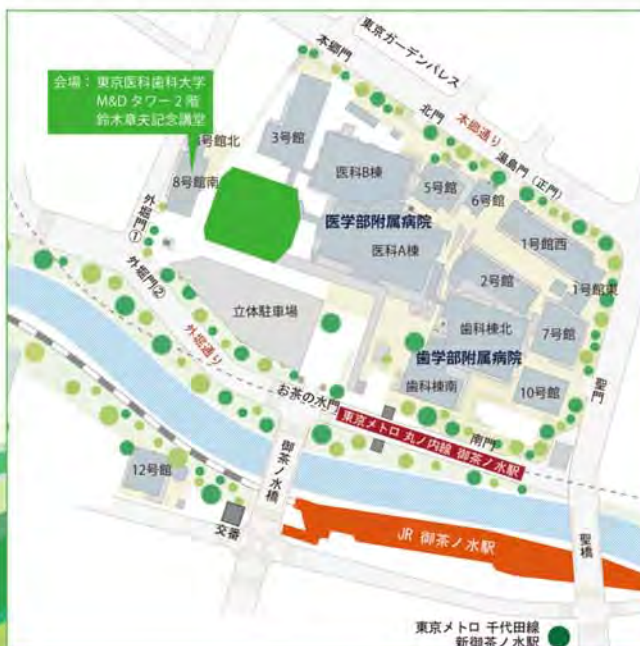 東京ガーデンパレス
本郷門
会場：東京医科歯科大学
M&Dタワー2階
鈴木章夫記念講堂
北門
本郷通り
湯島門（正門）
号館北
3号館
8号館南
医科B棟
5号館
6号館
外堀門①
医学部附属病院
医科A棟
1号館西
外堀門②
2号館
1号館東
立体駐車場
歯科棟北
7号館
外堀通り
歯学部附属病院
歯科棟南
10号館
聖門
お茶の水門
東京メトロ 丸ノ内線 御茶ノ水駅
南門
12号館
御茶ノ水橋
交番
JR 御茶ノ水駅
聖橋
東京メトロ 千代田線
新御茶ノ水駅